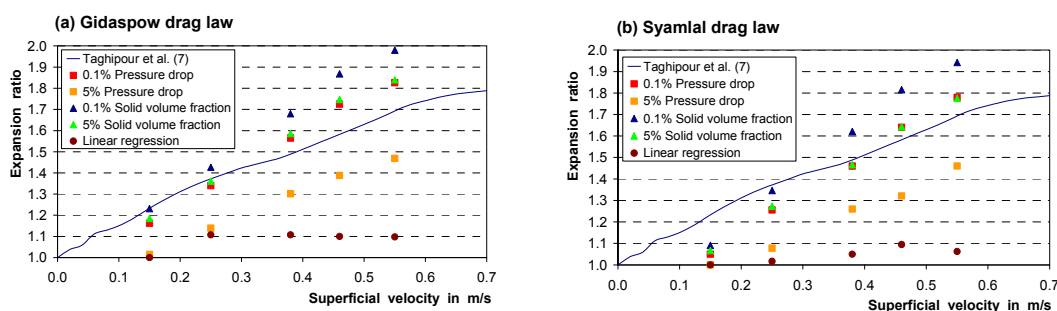 (a) Gidaspow drag law
Expansion ratio
2.0
1.9
1.8
1.7
1.6
1.5
1.4
1.3
1.2
1.1
1.0
Taghipour et al. (7)
0.1% Pressure drop
5% Pressure drop
0.1% Solid volume fraction
5% Solid volume fraction
Linear regression
0.0 0.1 0.2 0.3 0.4 0.5 0.6 0.7
Superficial velocity in m/s
(b) Syamlal drag law
Expansion ratio
2.0
1.9
1.8
1.7
1.6
1.5
1.4
1.3
1.2
1.1
1.0
Taghipour et al. (7)
0.1% Pressure drop
5% Pressure drop
0.1% Solid volume fraction
5% Solid volume fraction
Linear regression
0.0 0.1 0.2 0.3 0.4 0.5 0.6 0.7
Superficial velocity in m/s